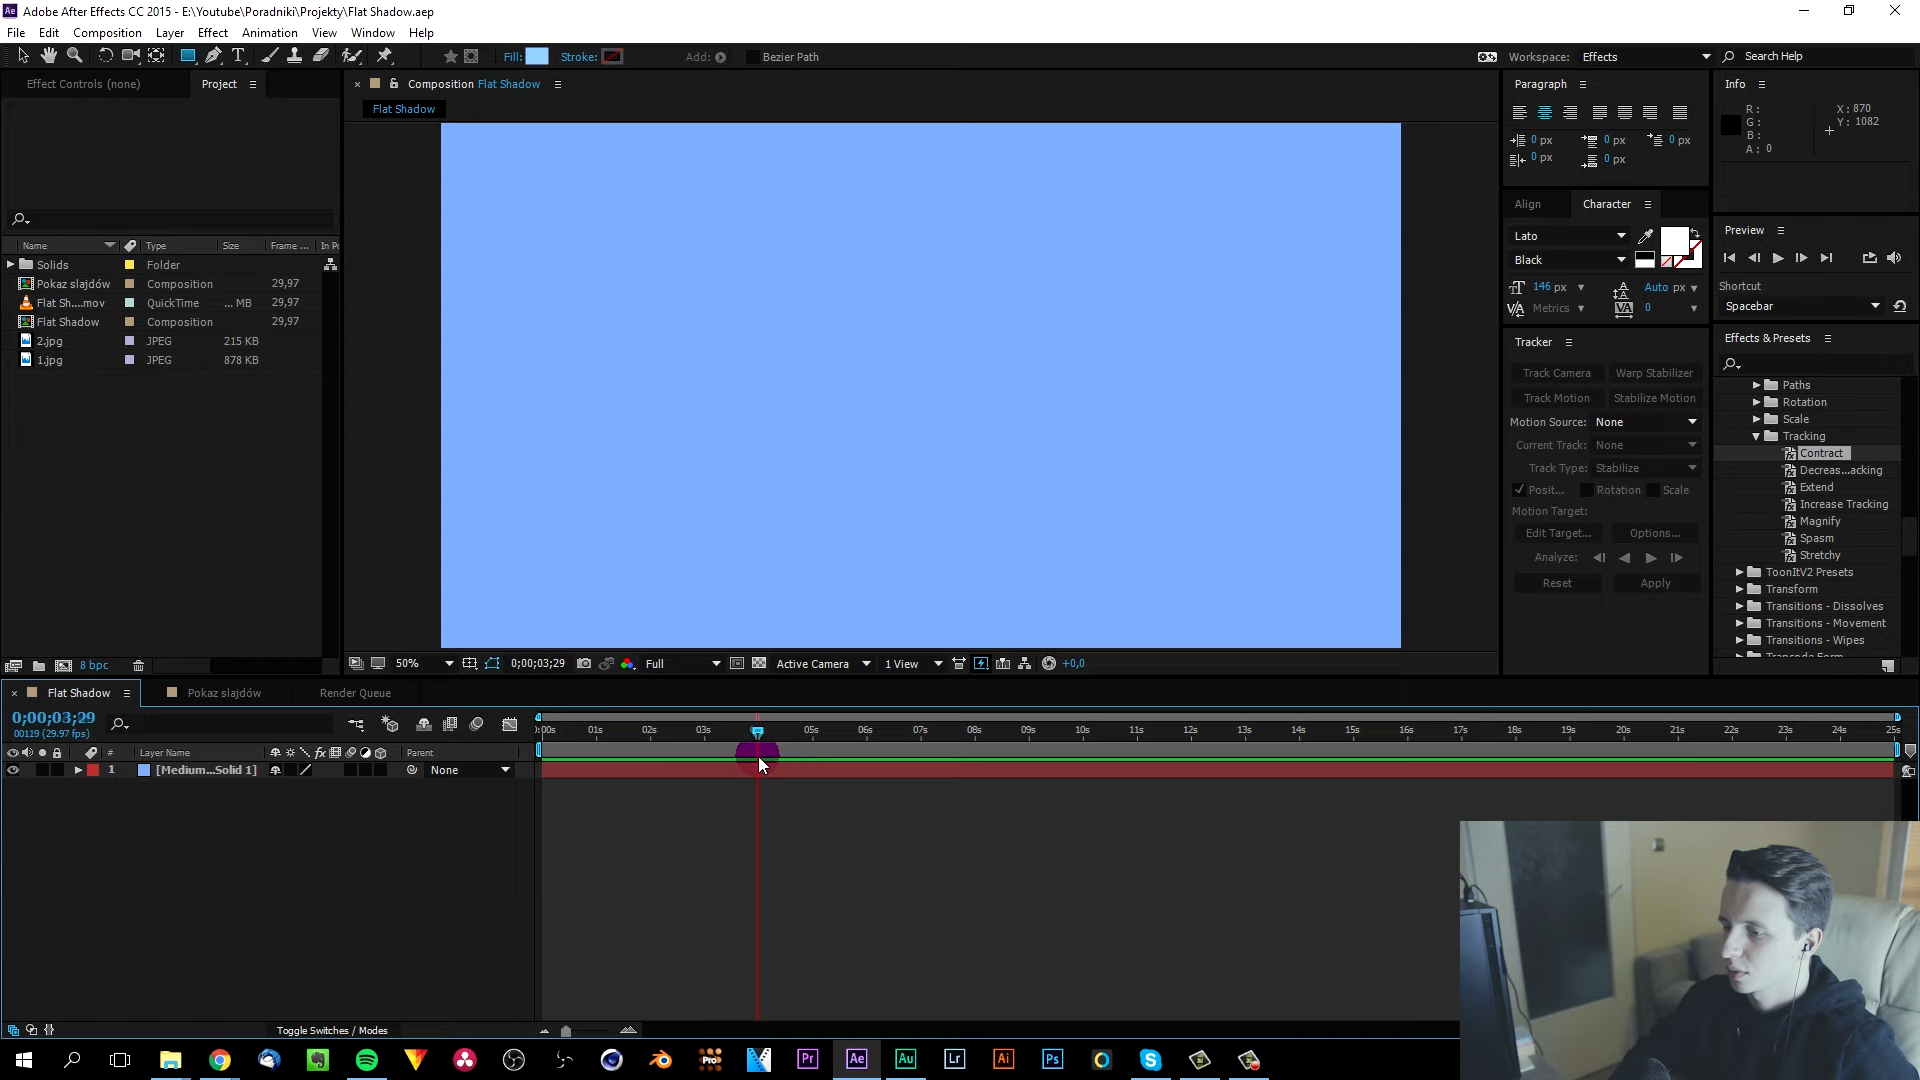 Adobe After Effects CC 2015 - E:\Youtube\Poradniki\Projekty\Flat Shadow.aep
File Edit Composition Layer Effect Animation View Window Help
Fill: Stroke: Add: Bezier Path Workspace: Effects Search Help
Effect Controls (none) Project
Composition Flat Shadow
Flat Shadow
Name Type Size Frame ... In Po
Solids Folder
Pokaz slajdów Composition 29,97
Flat Sh....mov QuickTime ... MB 29,97
Flat Shadow Composition 29,97
2.jpg JPEG 215 KB
1.jpg JPEG 878 KB
8 bpc
50% 0;00;03;29 Full Active Camera 1 View +0,0
Paragraph
0 px 0 px 0 px
0 px 0 px
Align Character
Lato
Black
146 px Auto px
Metrics 0
Tracker
Track Camera Warp Stabilizer
Track Motion Stabilize Motion
Motion Source: None
Current Track: None
Track Type: Stabilize
Posit... Rotation Scale
Motion Target:
Edit Target... Options...
Analyze:
Reset Apply
Info
R: X: 870
G: Y: 1082
B:
A: 0
Preview
Shortcut
Spacebar
Effects & Presets
Paths
Rotation
Scale
Tracking
Contract
Decreas...acking
Extend
Increase Tracking
Magnify
Spasm
Stretchy
ToonItV2 Presets
Transform
Transitions - Dissolves
Transitions - Movement
Transitions - Wipes
Flat Shadow Pokaz slajdów Render Queue
0;00;03;29
00119 (29.97 fps)
:00s 01s 02s 03s 05s 06s 07s 08s 09s 10s 11s 12s 13s 14s 15s 16s 17s 18s 19s 20s 21s 22s 23s 24s 25s
# Layer Name Parent
1 [Medium...Solid 1] None
Toggle Switches / Modes
Pro Pr Ae Au Lr Ai Ps